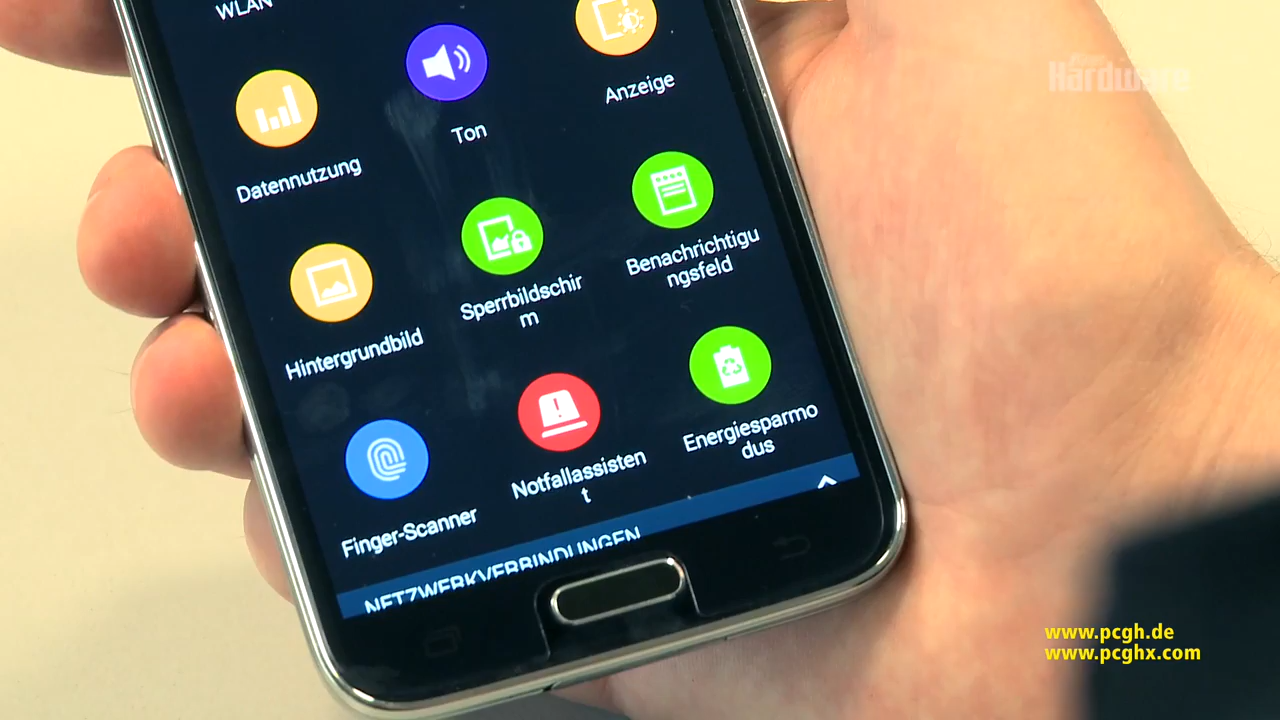 WLAN
Anzeige
Ton
Datennutzung
Benachrichtigu
ngsfeld
Sperrbildschir
m
Hintergrundbild
Energiesparmo
dus
Notfallassisten
t
Finger-Scanner
NETZWERKVERBINDUNGEN
Hardware
www.pcgh.de
www.pcghx.com